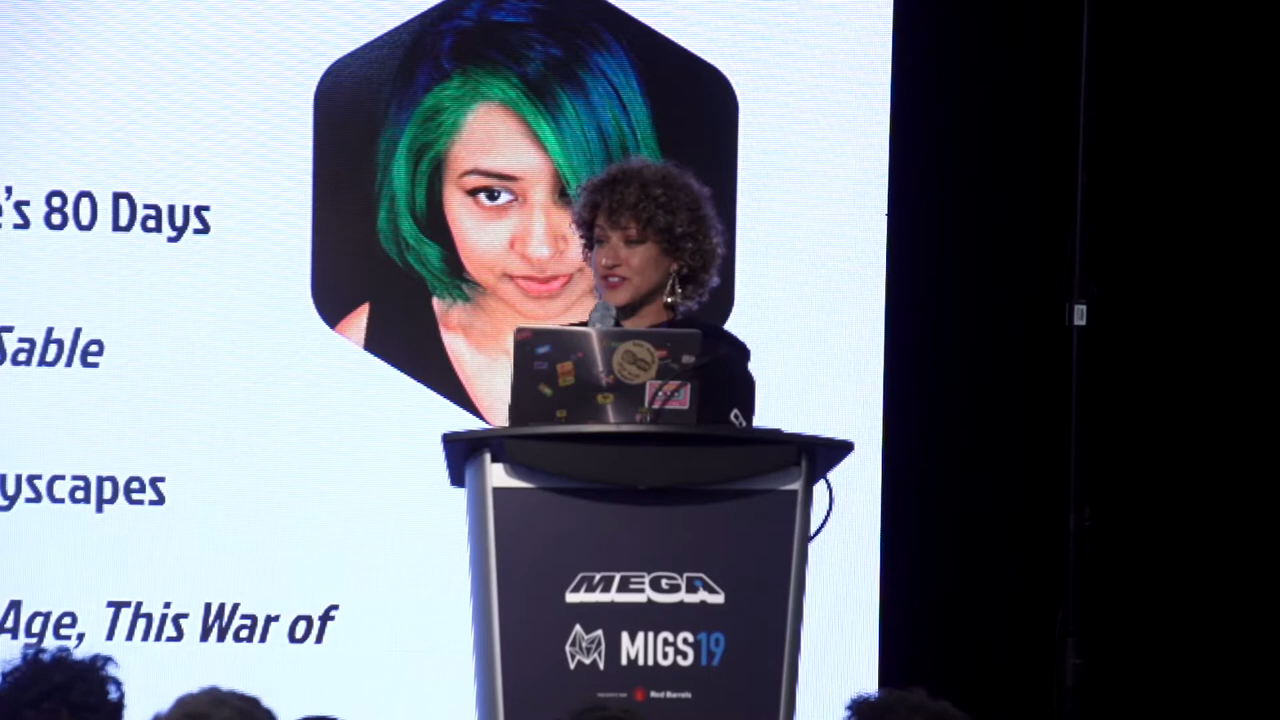 's 80 Days
Sable
yscapes
Age, This War of
MEGA
MIGS19
Red Barrels